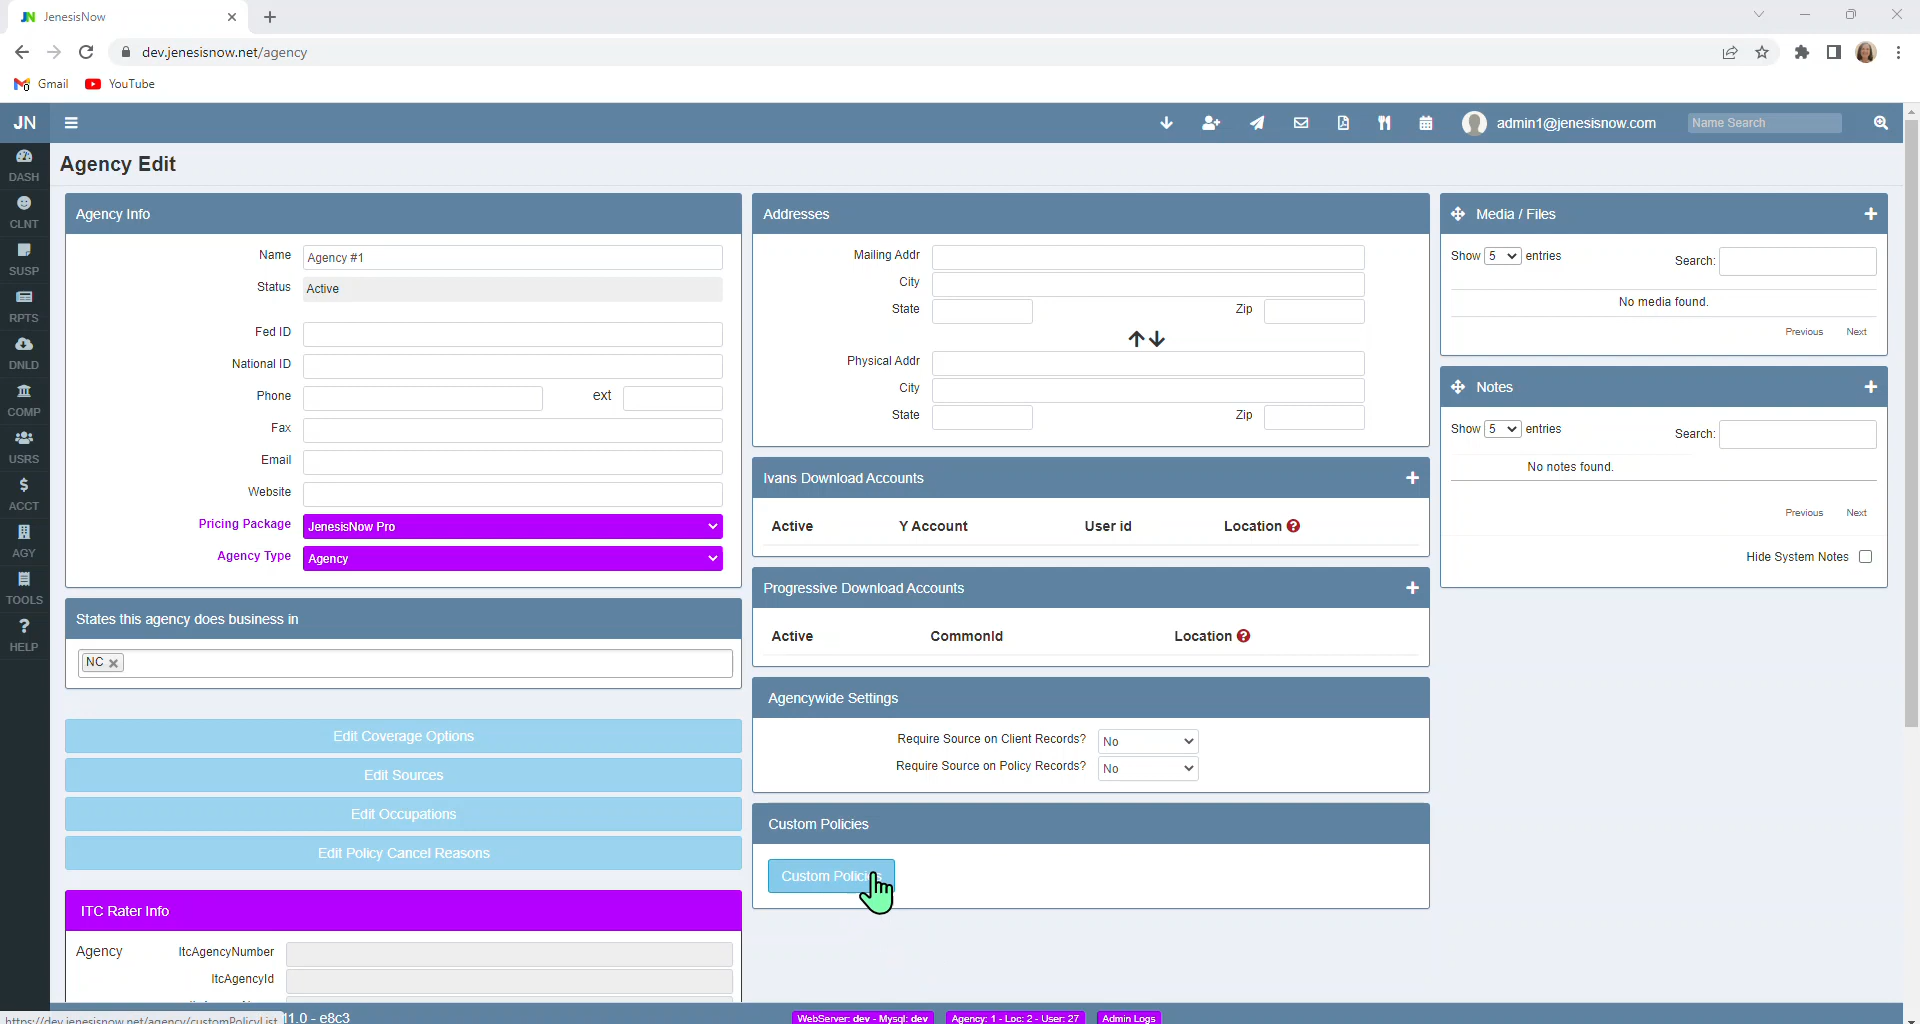 JenesisNow
dev.jenesisnow.net/agency
Gmail YouTube
JN admin1@jenesisnow.com Name Search
DASH
CLNT
SUSP
RPTS
DNLD
COMP
USRS
ACCT
AGY
TOOLS
HELP
Agency Edit
Agency Info
Name Agency #1
Status Active
Fed ID
National ID
Phone ext
Fax
Email
Website
Pricing Package JenesisNow Pro
Agency Type Agency
States this agency does business in
NC
Edit Coverage Options
Edit Sources
Edit Occupations
Edit Policy Cancel Reasons
ITC Rater Info
Agency ItcAgencyNumber
ItcAgencyId
Addresses
Mailing Addr
City
State Zip
Physical Addr
City
State Zip
Ivans Download Accounts
Active Y Account User id Location
Progressive Download Accounts
Active CommonId Location
Agencywide Settings
Require Source on Client Records? No
Require Source on Policy Records? No
Custom Policies
Custom
Media / Files
Show 5 entries Search:
No media found.
Previous Next
Notes
Show 5 entries Search:
No notes found.
Previous Next
Hide System Notes
https://dev.jenesisnow.net/agency/customPolicyList 11.0 - e8c3
WebServer: dev - Mysql: dev Agency: 1 - Loc: 2 - User: 27 Admin Logs